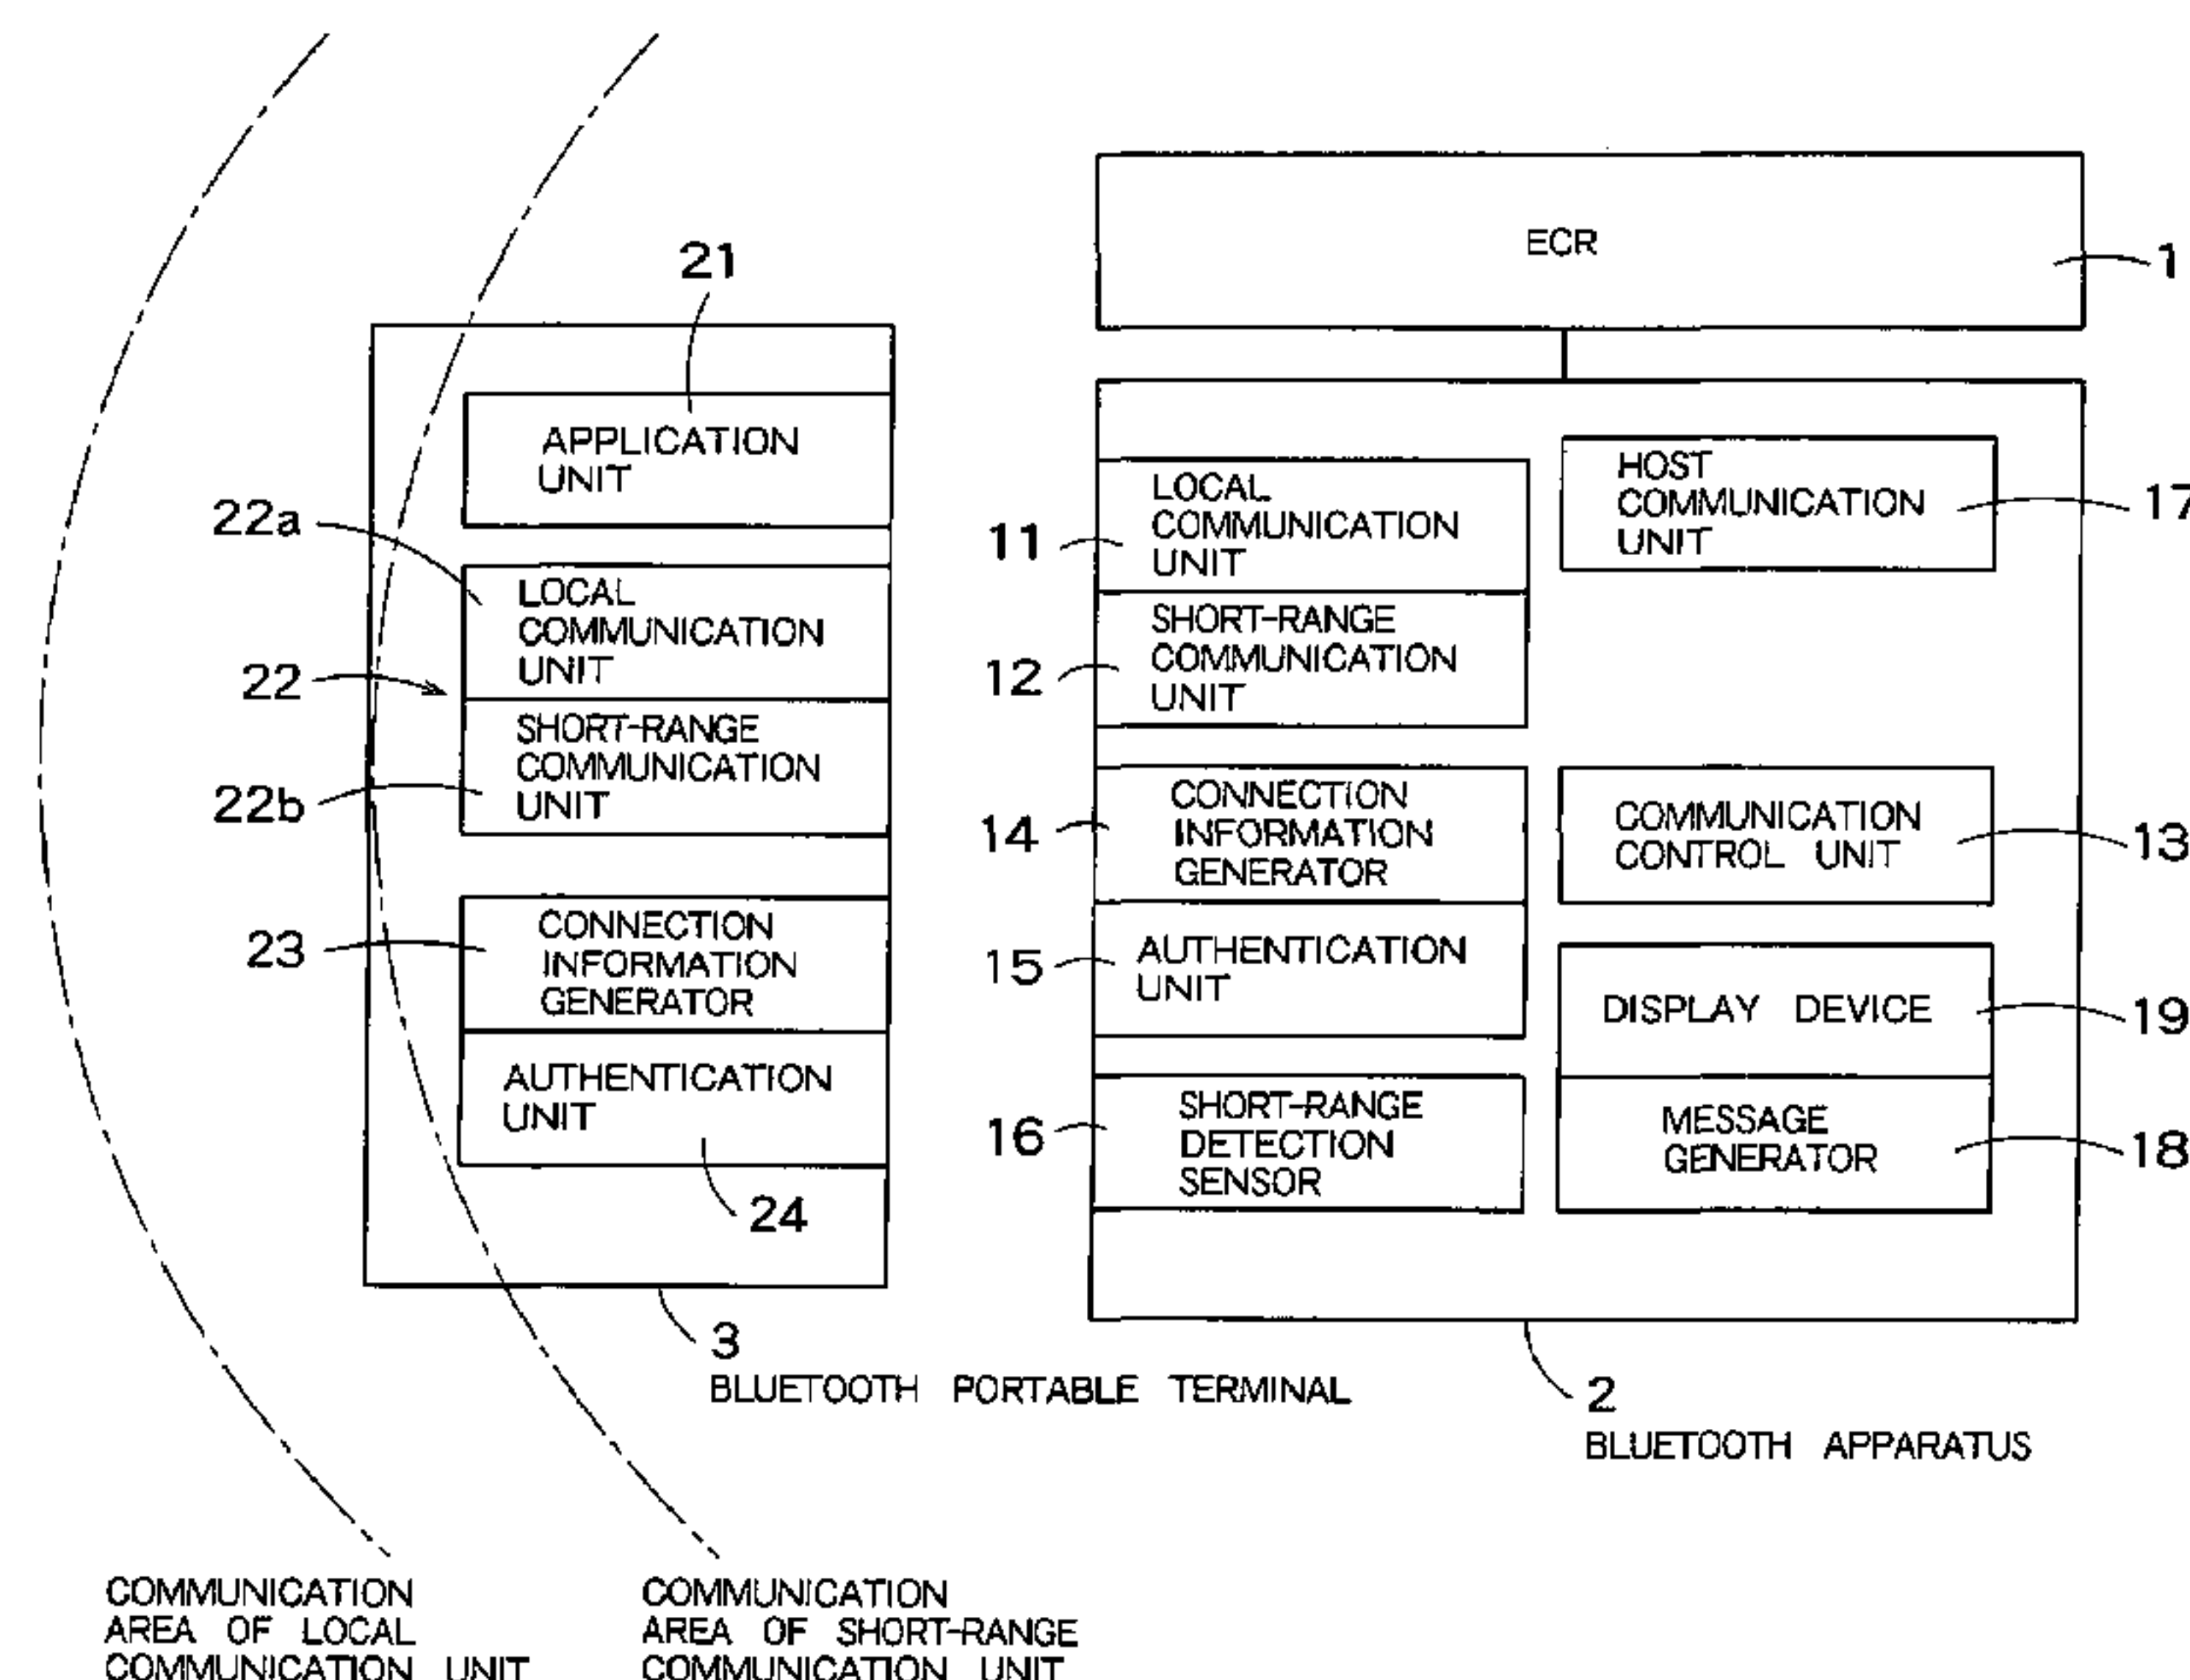 ECR
1
21
APPLICATION
UNIT
22a
LOCAL
COMMUNICATION
UNIT
22
SHORT-RANGE
COMMUNICATION
UNIT
22b
23
CONNECTION
INFORMATION
GENERATOR
AUTHENTICATION
UNIT
24
3
BLUETOOTH PORTABLE TERMINAL
11
LOCAL
COMMUNICATION
UNIT
12
SHORT-RANGE
COMMUNICATION
UNIT
14
CONNECTION
INFORMATION
GENERATOR
15
AUTHENTICATION
UNIT
16
SHORT-RANGE
DETECTION
SENSOR
HOST
COMMUNICATION
UNIT
17
COMMUNICATION
CONTROL UNIT
13
DISPLAY DEVICE
19
MESSAGE
GENERATOR
18
2
BLUETOOTH APPARATUS
COMMUNICATION
AREA OF LOCAL
COMMUNICATION UNIT
COMMUNICATION
AREA OF SHORT-RANGE
COMMUNICATION UNIT